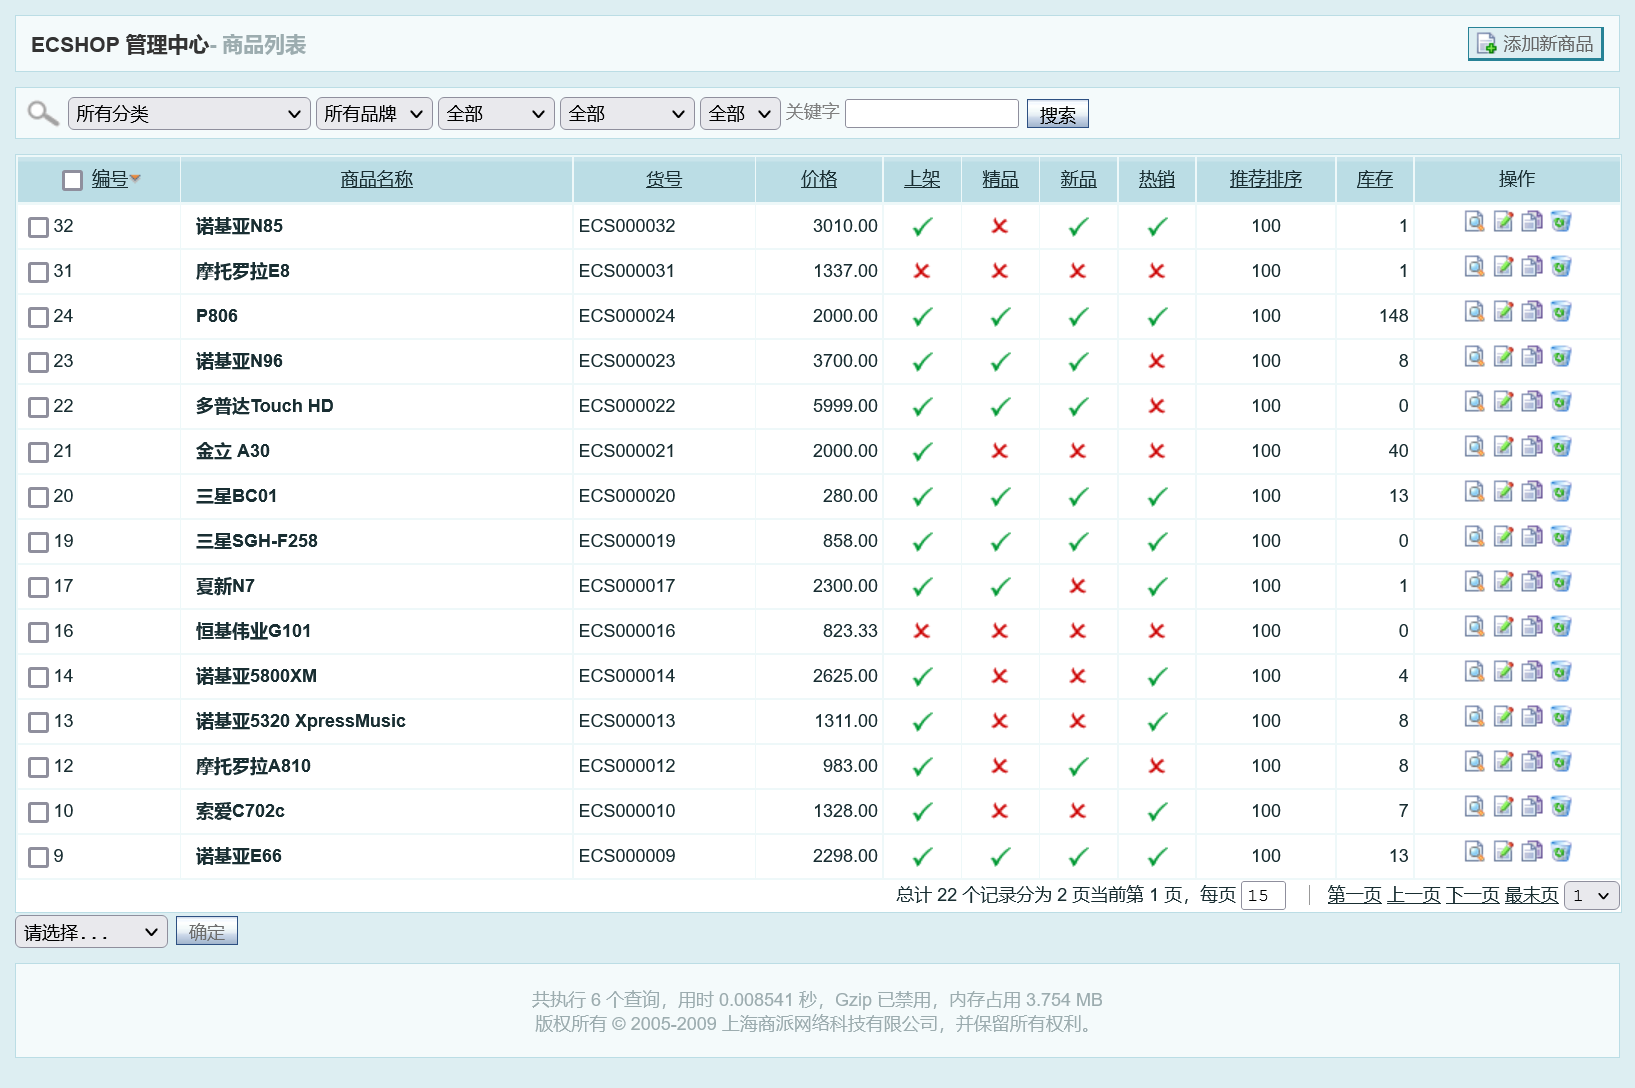 ECSHOP 管理中心- 商品列表
添加新商品
所有分类 所有品牌 全部 全部 全部 关键字 搜索
编号 商品名称 货号 价格 上架 精品 新品 热销 推荐排序 库存 操作
32 诺基亚N85 ECS000032 3010.00 100 1
31 摩托罗拉E8 ECS000031 1337.00 100 1
24 P806 ECS000024 2000.00 100 148
23 诺基亚N96 ECS000023 3700.00 100 8
22 多普达Touch HD ECS000022 5999.00 100 0
21 金立 A30 ECS000021 2000.00 100 40
20 三星BC01 ECS000020 280.00 100 13
19 三星SGH-F258 ECS000019 858.00 100 0
17 夏新N7 ECS000017 2300.00 100 1
16 恒基伟业G101 ECS000016 823.33 100 0
14 诺基亚5800XM ECS000014 2625.00 100 4
13 诺基亚5320 XpressMusic ECS000013 1311.00 100 8
12 摩托罗拉A810 ECS000012 983.00 100 8
10 索爱C702c ECS000010 1328.00 100 7
9 诺基亚E66 ECS000009 2298.00 100 13
总计 22 个记录分为 2 页当前第 1 页，每页 15 | 第一页 上一页 下一页 最末页 1
请选择... 确定
共执行 6 个查询，用时 0.008541 秒，Gzip 已禁用，内存占用 3.754 MB
版权所有 © 2005-2009 上海商派网络科技有限公司，并保留所有权利。